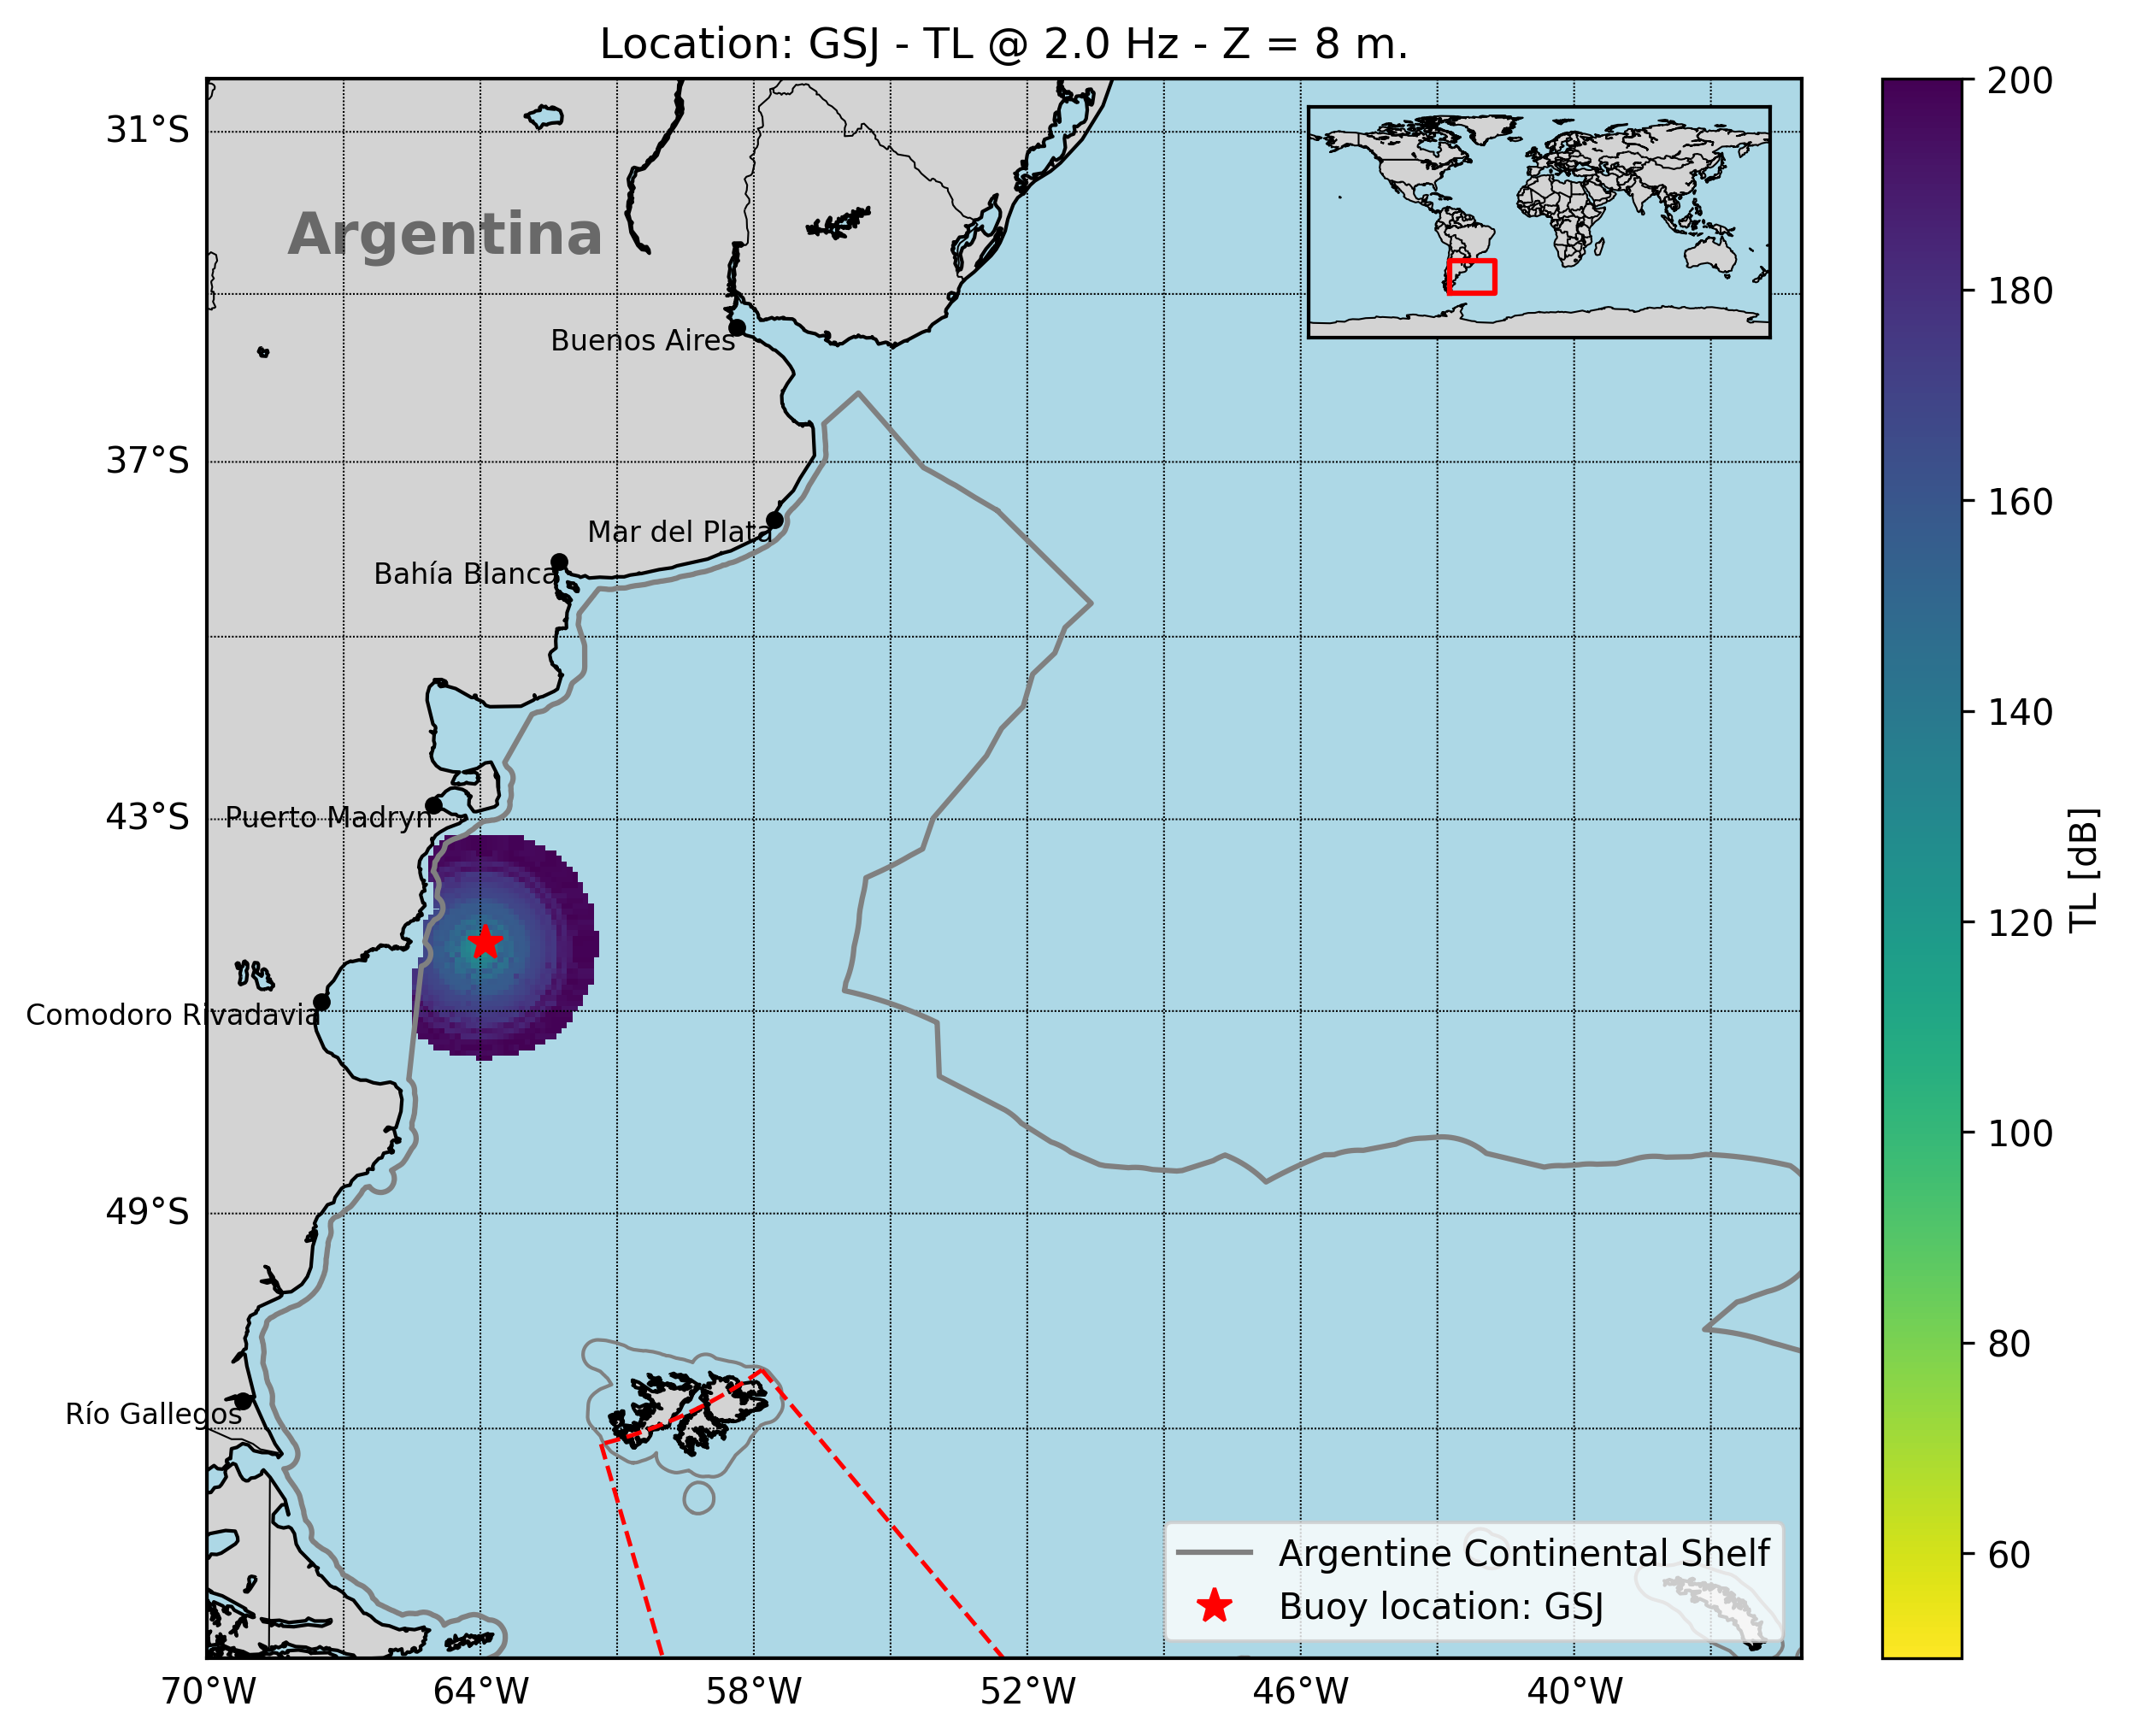 Location: GSJ - TL @ 2.0 Hz - Z = 8 m.
31°S
37°S
43°S
49°S
Argentina
Buenos Aires
Mar del Plata
Bahía Blanca
Puerto Madryn
Comodoro Rivadavia
Río Gallegos
Argentine Continental Shelf
Buoy location: GSJ
70°W
64°W
58°W
52°W
46°W
40°W
200
180
160
140
120
100
80
60
TL [dB]